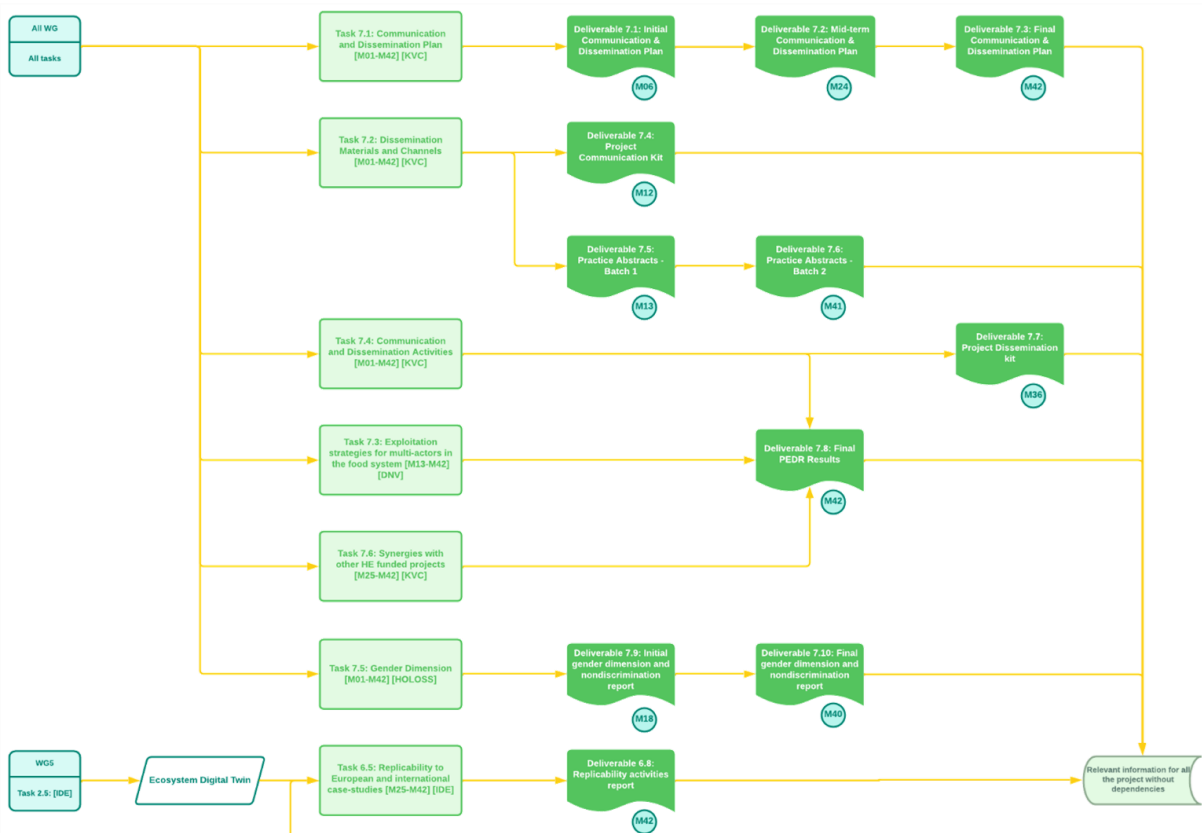 All WG
All tasks
Task 7.1: Communication
and Dissemination Plan
[M01-M42] [KVC]
Deliverable 7.1: Initial
Communication &
Dissemination Plan
M06
Deliverable 7.2: Mid-term
Communication &
Dissemination Plan
M24
Deliverable 7.3: Final
Communication &
Dissemination Plan
M42
Task 7.2: Dissemination
Materials and Channels
[M01-M42] [KVC]
Deliverable 7.4:
Project
Communication Kit
M12
Deliverable 7.5:
Practice Abstracts -
Batch 1
M13
Deliverable 7.6:
Practice Abstracts -
Batch 2
M41
Task 7.4: Communication
and Dissemination Activities
[M01-M42] [KVC]
Deliverable 7.7:
Project Dissemination
kit
M36
Task 7.3: Exploitation
strategies for multi-actors in
the food system [M13-M42]
[DNV]
Deliverable 7.8: Final
PEDR Results
M42
Task 7.6: Synergies with
other HE funded projects
[M25-M42] [KVC]
Task 7.5: Gender Dimension
[M01-M42] [HOLOSS]
Deliverable 7.9: Initial
gender dimension and
nondiscrimination
report
M18
Deliverable 7.10: Final
gender dimension and
nondiscrimination
report
M40
WG5
Task 2.5: [IDE]
Ecosystem Digital Twin
Task 6.5: Replicability to
European and international
case-studies [M25-M42] [IDE]
Deliverable 6.8:
Replicability activities
report
M42
Relevant information for all
the project without
dependencies